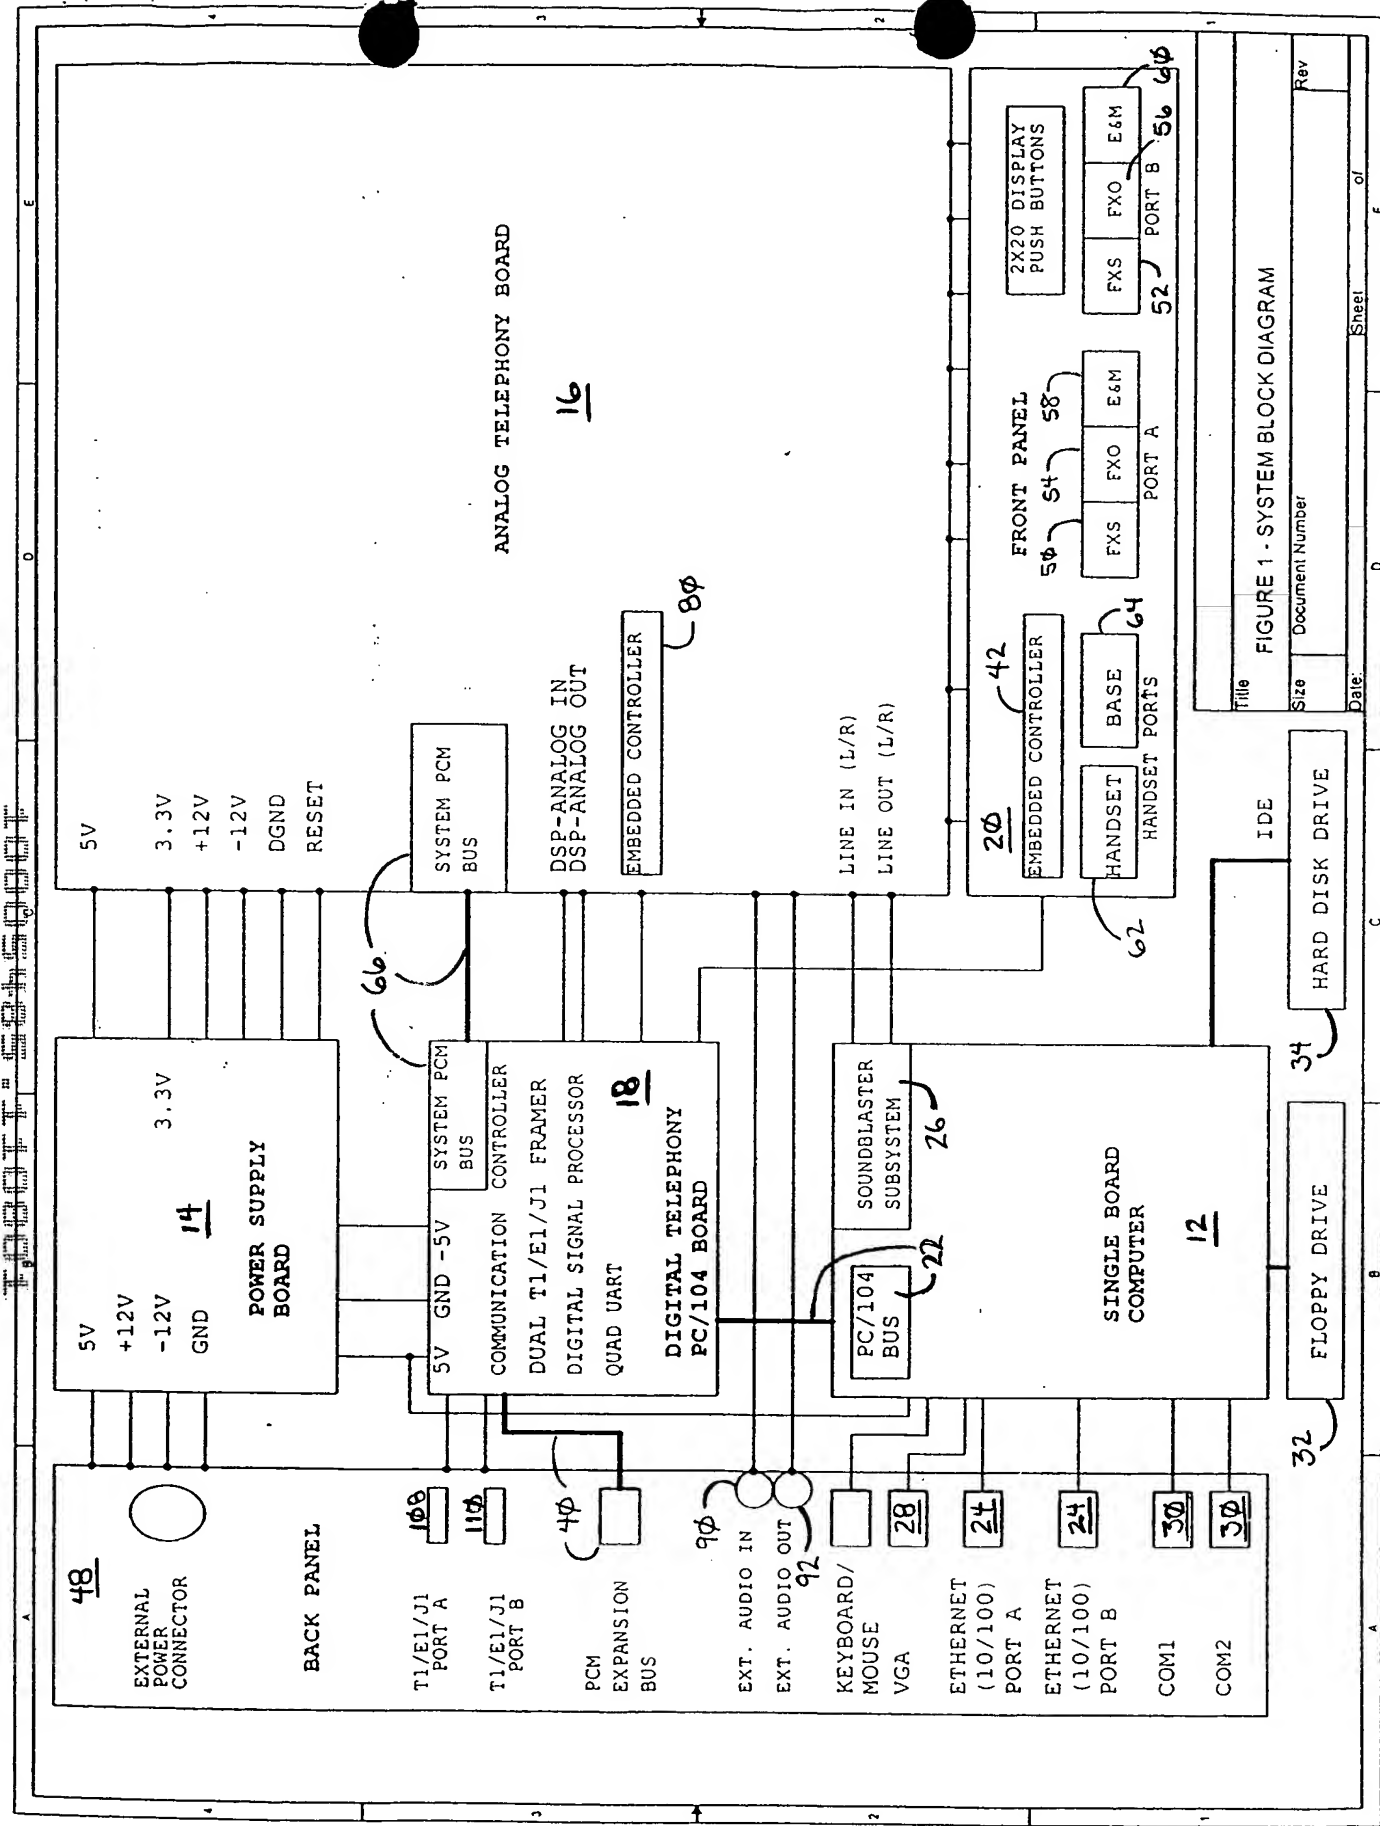 48
EXTERNAL
POWER
CONNECTOR
BACK PANEL
T1/E1/J1
PORT A
108
T1/E1/J1
PORT B
110
PCM
EXPANSION
BUS
40
EXT. AUDIO IN
90
EXT. AUDIO OUT
92
KEYBOARD/
MOUSE
VGA
28
ETHERNET
(10/100)
PORT A
24
ETHERNET
(10/100)
PORT B
24
COM1
30
COM2
30
5V
+12V
-12V
3.3V
GND
14
POWER SUPPLY
BOARD
5V GND -5V
SYSTEM PCM
BUS
66
COMMUNICATION CONTROLLER
DUAL T1/E1/J1 FRAMER
DIGITAL SIGNAL PROCESSOR
QUAD UART
18
DIGITAL TELEPHONY
PC/104 BOARD
22
PC/104
BUS
SOUNDBLASTER
SUBSYSTEM
26
SINGLE BOARD
COMPUTER
12
FLOPPY DRIVE
32
HARD DISK DRIVE
34
IDE
5V
3.3V
+12V
-12V
DGND
RESET
SYSTEM PCM
BUS
ANALOG TELEPHONY BOARD
16
DSP-ANALOG IN
DSP-ANALOG OUT
EMBEDDED CONTROLLER
80
LINE IN (L/R)
LINE OUT (L/R)
20
EMBEDDED CONTROLLER
42
FRONT PANEL
2X20 DISPLAY
PUSH BUTTONS
HANDSET
62
BASE
64
HANDSET PORTS
50
54
58
FXS FXO E&M
PORT A
FXS FXO E&M
PORT B
52
56
60
Title
FIGURE 1 - SYSTEM BLOCK DIAGRAM
Size
Document Number
Rev
Date:
Sheet
of
A
B
C
D
E
4
3
2
1
A
B
C
D
E
4
3
2
1